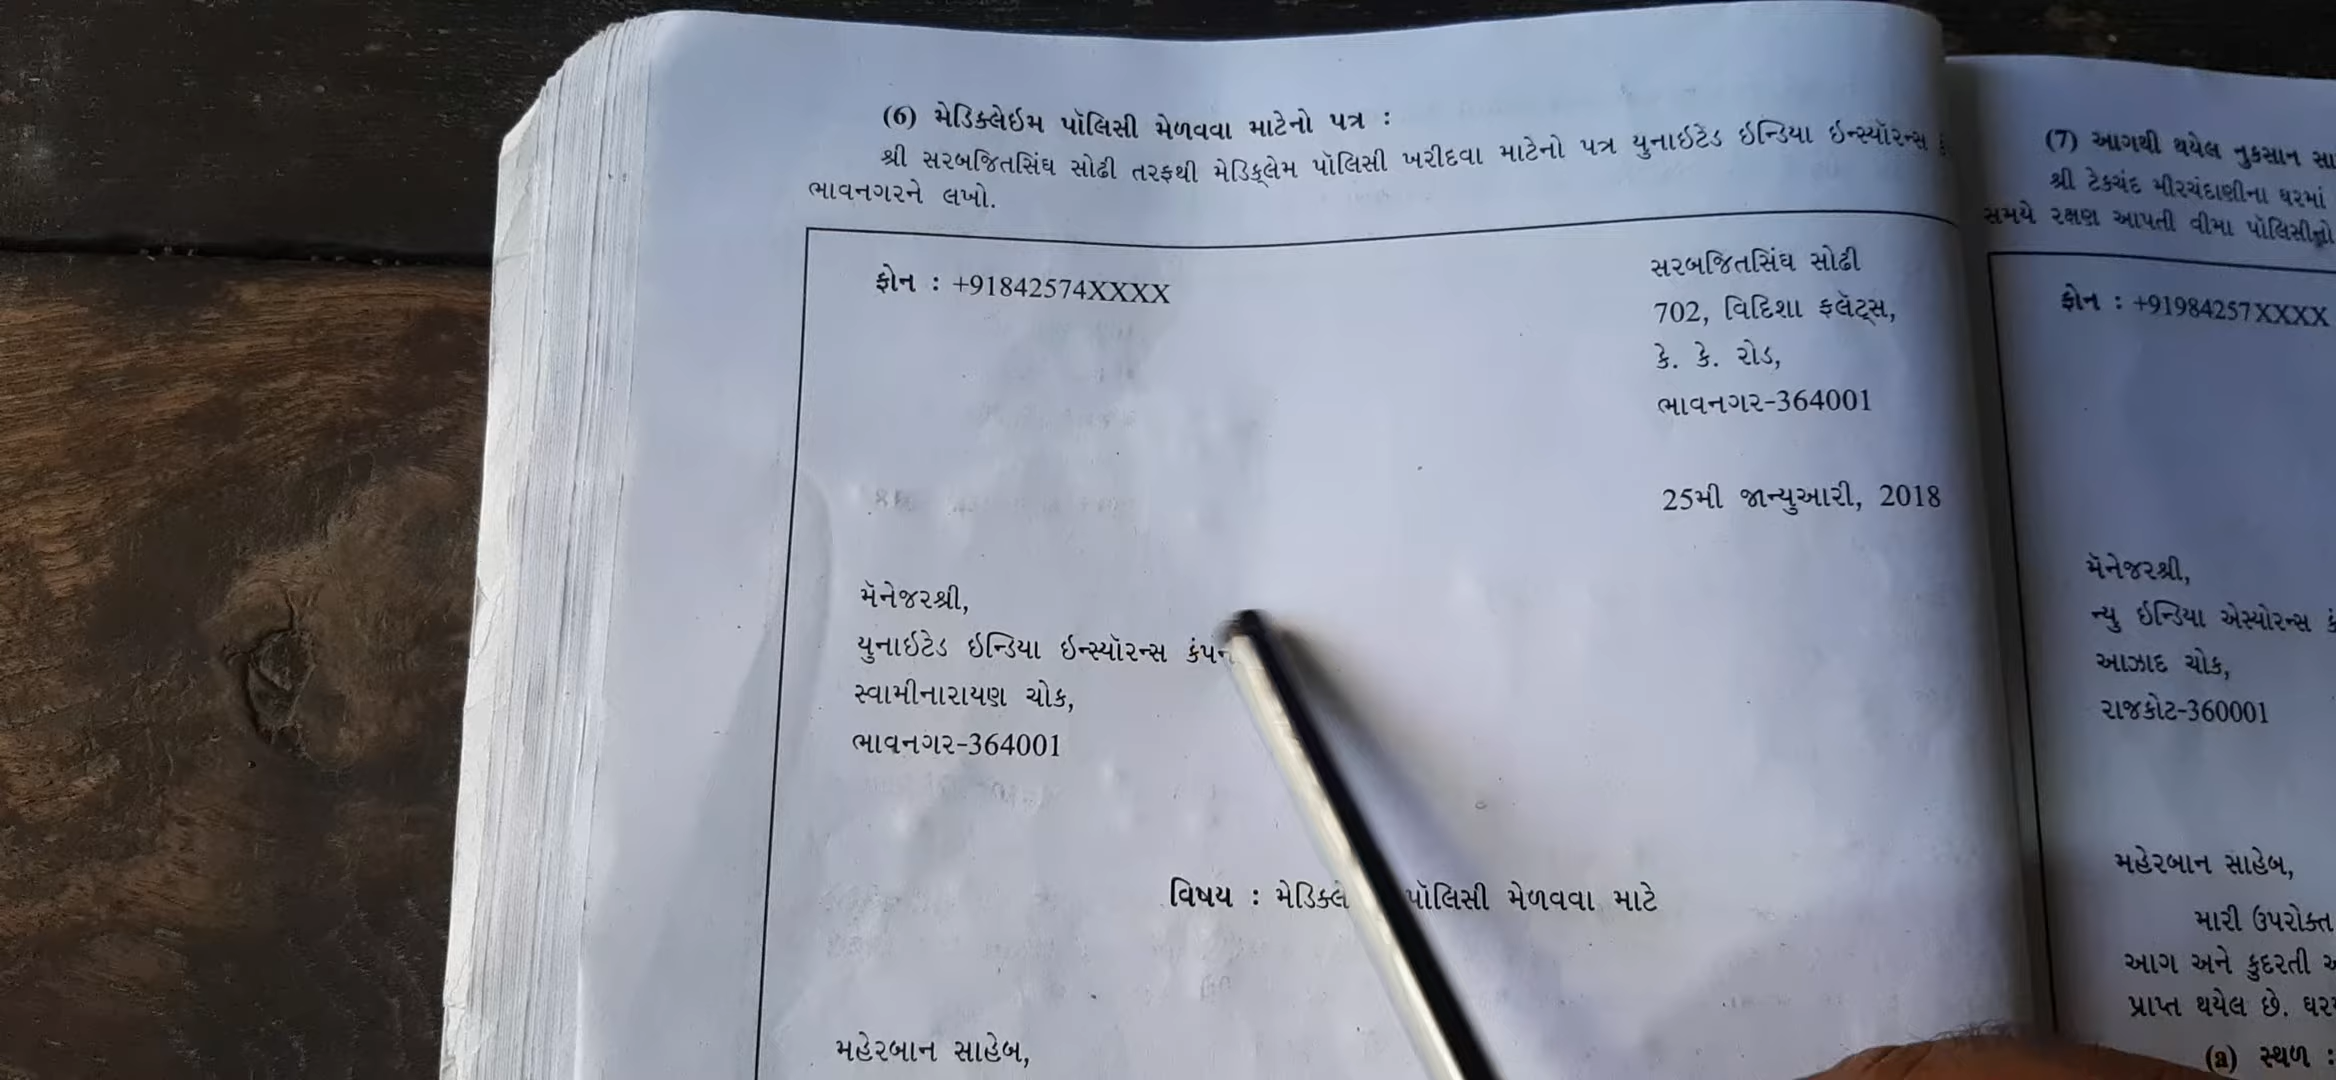 (6) મેડિક્લેઈમ પૉલિસી મેળવવા માટેનો પત્ર :
શ્રી સરબજિતસિંઘ સોઢી તરફથી મેડિક્લેમ પૉલિસી ખરીદવા માટેનો પત્ર યુનાઇટેડ ઇન્ડિયા ઇન્સ્યૉરન્સ
ભાવનગરને લખો.
ફોન : +91842574XXXX
સરબજિતસિંઘ સોઢી
702, વિદિશા ફ્લૅટ્સ,
કે. કે. રોડ,
ભાવનગર-364001
25મી જાન્યુઆરી, 2018
મૅનેજરશ્રી,
યુનાઇટેડ ઇન્ડિયા ઇન્સ્યૉરન્સ
સ્વામીનારાયણ ચોક,
ભાવનગર-364001
વિષય : પૉલિસી મેળવવા માટે
મહેરબાન સાહેબ,
(7) આગથી થયેલ નુકસાન
શ્રી ટેકચંદ મીરચંદાણીના ઘરમાં
સમયે રક્ષણ આપતી વીમા પૉલિસીનો
ફોન : +91984257XXXX
મૅનેજરશ્રી,
ન્યુ ઇન્ડિયા એસ્યોરન્સ
આઝાદ ચોક,
રાજકોટ-360001
મહેરબાન સાહેબ,
મારી ઉપરોક્ત
આગ અને કુદરતી
પ્રાપ્ત થયેલ છે.
(a) સ્થળ :